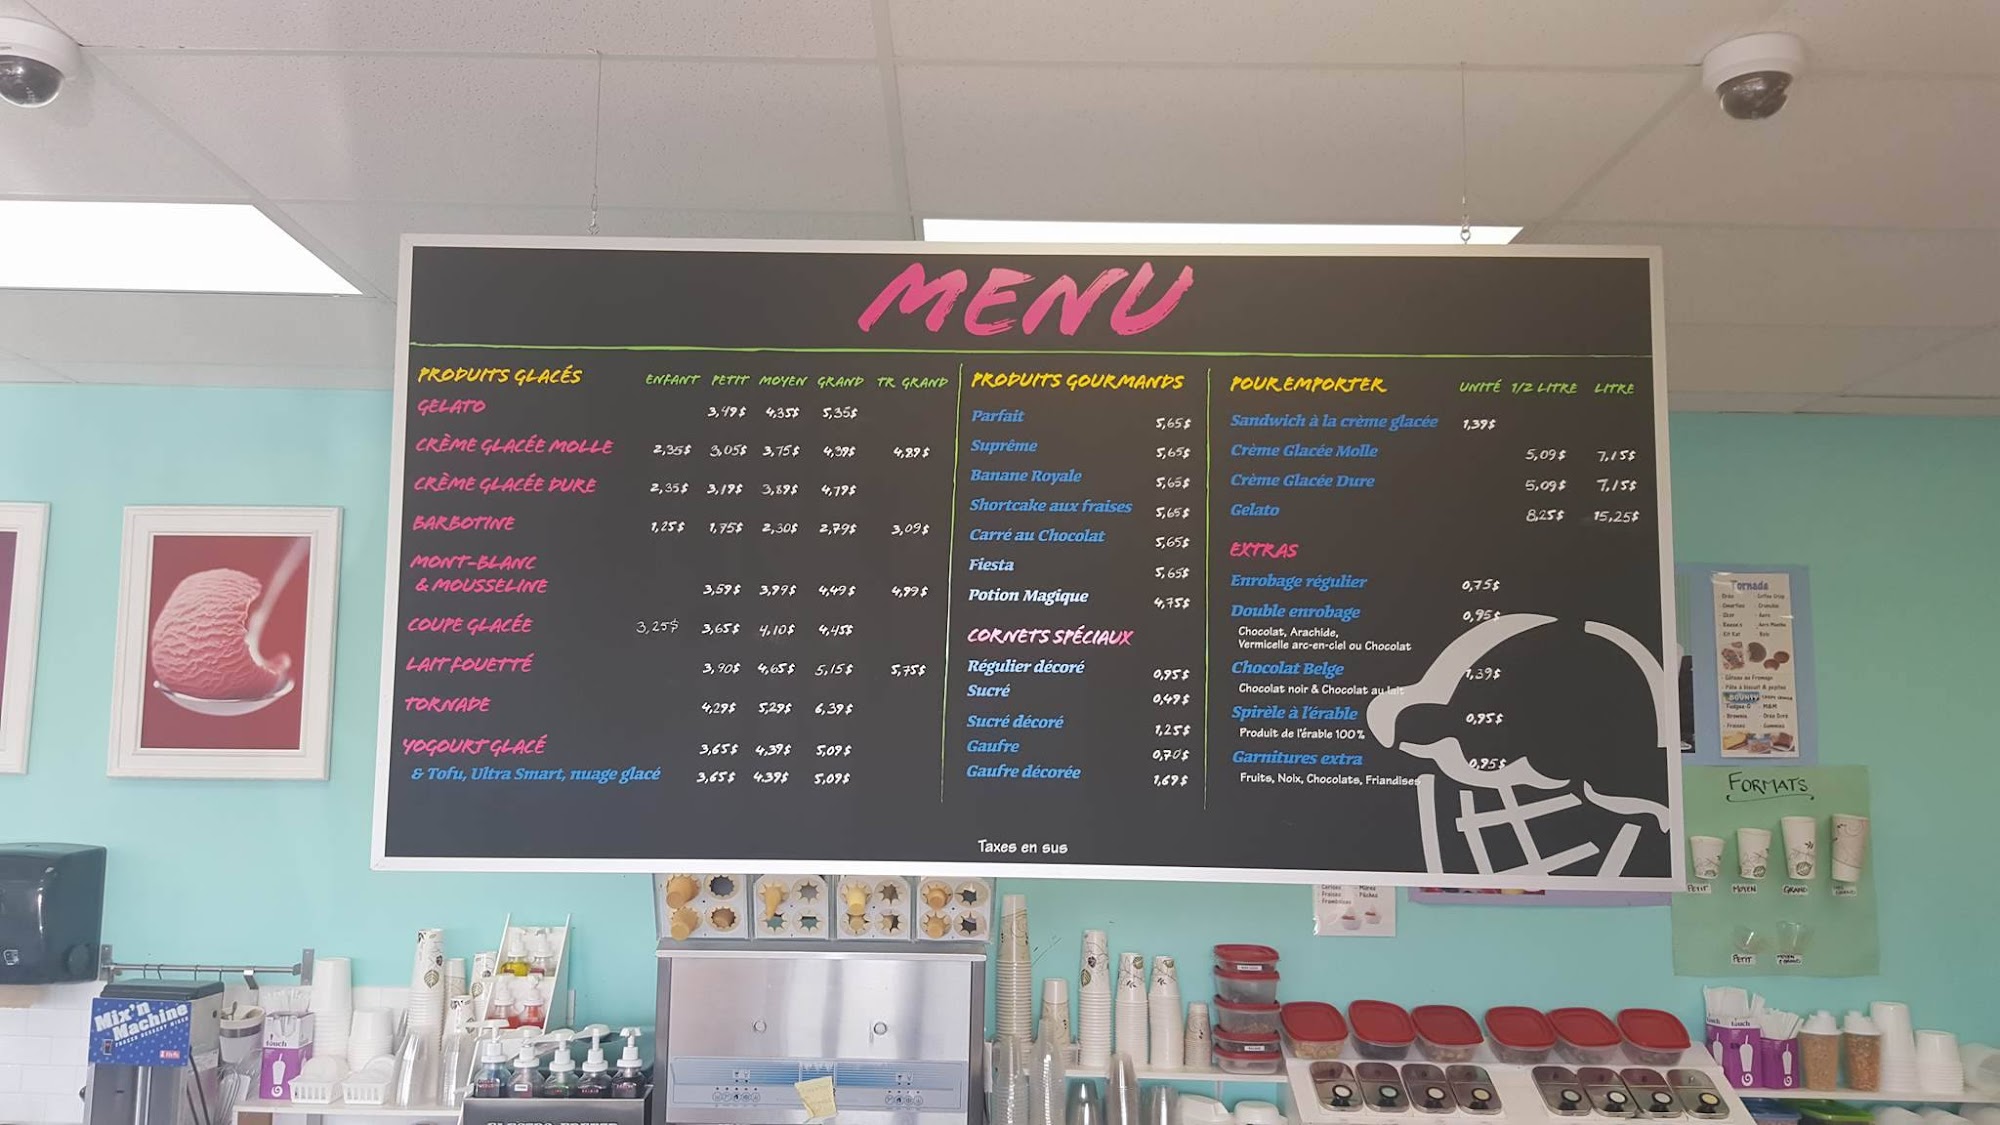 MENU
PRODUITS GLACÉS ENFANT PETIT MOYEN GRAND TR GRAND
GELATO 3,49$ 4,35$ 5,35$
CRÈME GLACÉE MOLLE 2,35$ 3,05$ 3,75$ 4,39$ 4,89$
CRÈME GLACÉE DURE 2,35$ 3,19$ 3,89$ 4,79$
BARBOTINE 1,25$ 1,75$ 2,30$ 2,79$ 3,09$
MONT-BLANC
& MOUSSELINE 3,59$ 3,99$ 4,49$ 4,99$
COUPE GLACÉE 3,25$ 3,65$ 4,10$ 4,45$
LAIT FOUETTÉ 3,90$ 4,65$ 5,15$ 5,75$
TORNADE 4,29$ 5,29$ 6,39$
YOGOURT GLACÉ 3,65$ 4,39$ 5,09$
& Tofu, Ultra Smart, nuage glacé 3,65$ 4.39$ 5,09$
PRODUITS GOURMANDS
Parfait 5,65$
Suprême 5,65$
Banane Royale 5,65$
Shortcake aux fraises 5,65$
Carré au Chocolat 5,65$
Fiesta 5,65$
Potion Magique 4,75$
CORNETS SPÉCIAUX
Régulier décoré 0,95$
Sucré 0,49$
Sucré décoré 1,25$
Gaufre 0,70$
Gaufre décorée 1,69$
POUR EMPORTER UNITÉ 1/2 LITRE LITRE
Sandwich à la crème glacée 1,39$
Crème Glacée Molle 5,09$ 7,15$
Crème Glacée Dure 5,09$ 7,15$
Gelato 8,25$ 15,25$
EXTRAS
Enrobage régulier 0,75$
Double enrobage 0,95$
Chocolat, Arachide,
Vermicelle arc-en-ciel ou Chocolat
Chocolat Belge 1,39$
Chocolat noir & Chocolat au lait
Spirèle à l'érable 0,95$
Produit de l'érable 100%
Garnitures extra 0,95$
Fruits, Noix, Chocolats, Friandises
Taxes en sus
Tornade
FORMATS
PETIT MOYEN GRAND
PETIT
Mix'n
Machine